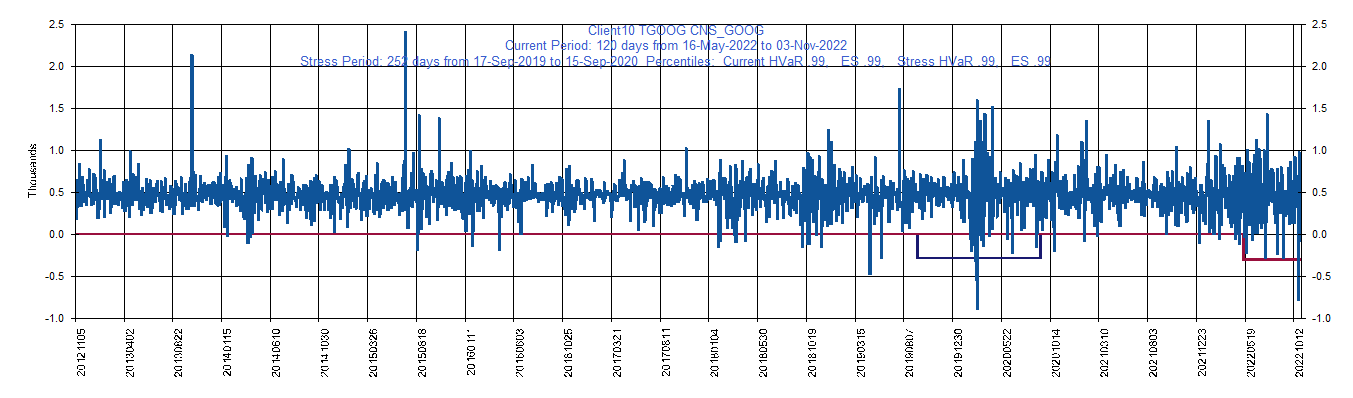 Client10 TGOOG CNS_GOOG
Current Period: 120 days from 16-May-2022 to 03-Nov-2022
Stress Period: 252 days from 17-Sep-2019 to 15-Sep-2020 Percentiles: Current HVaR .99, ES .99, Stress HVaR .99, ES .99
2.5 2.5
2.0 2.0
1.5 1.5
1.0 1.0
0.5 0.5
0.0 0.0
-0.5 -0.5
-1.0 -1.0
Thousands
20121105 20130402 20130822 20140115 20140610 20141030 20150326 20150818 20160111 20160603 20161025 20170321 20170811 20180104 20180530 20181019 20190315 20190807 20191230 20200522 20201014 20210310 20210803 20211223 20220519 20221012